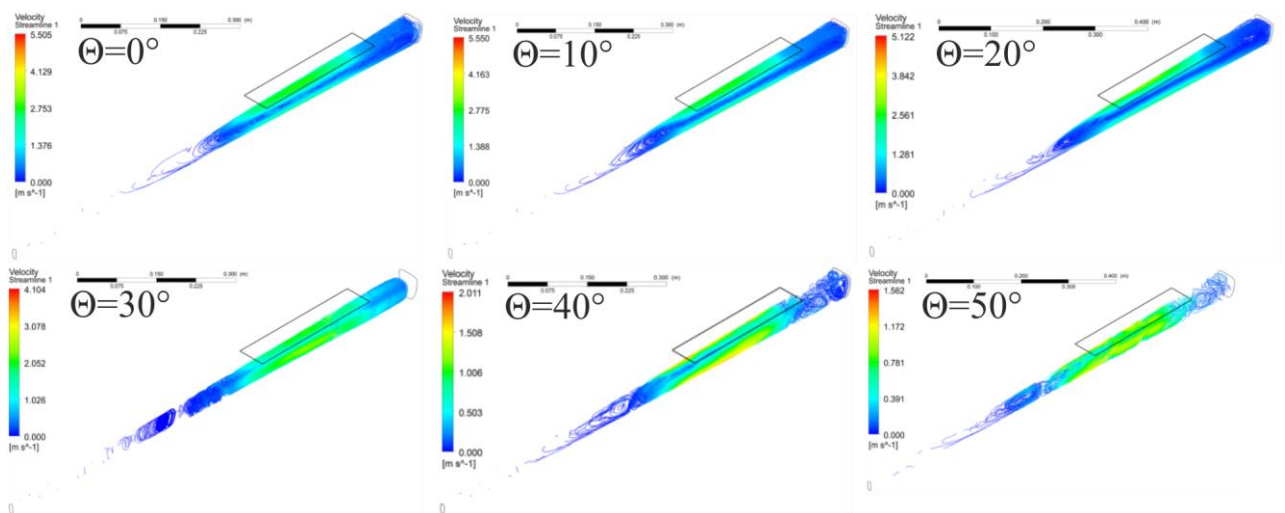 Velocity
Streamline 1
5.505
4.129
2.753
1.376
0.000
[m s^-1]
0 0.150 0.300 (m)
0.075 0.225
Θ=0°
Velocity
Streamline 1
5.550
4.163
2.775
1.388
0.000
[m s^-1]
0 0.150 0.300 (m)
0.075 0.225
Θ=10°
Velocity
Streamline 1
5.122
3.842
2.561
1.281
0.000
[m s^-1]
0 0.200 0.400 (m)
0.100 0.300
Θ=20°
Velocity
Streamline 1
4.104
3.078
2.052
1.026
0.000
[m s^-1]
0 0.150 0.300 (m)
0.075 0.225
Θ=30°
Velocity
Streamline 1
2.011
1.508
1.006
0.503
0.000
[m s^-1]
0 0.150 0.300 (m)
0.075 0.225
Θ=40°
Velocity
Streamline 1
1.562
1.172
0.781
0.391
0.000
[m s^-1]
0 0.200 0.400 (m)
0.100 0.300
Θ=50°